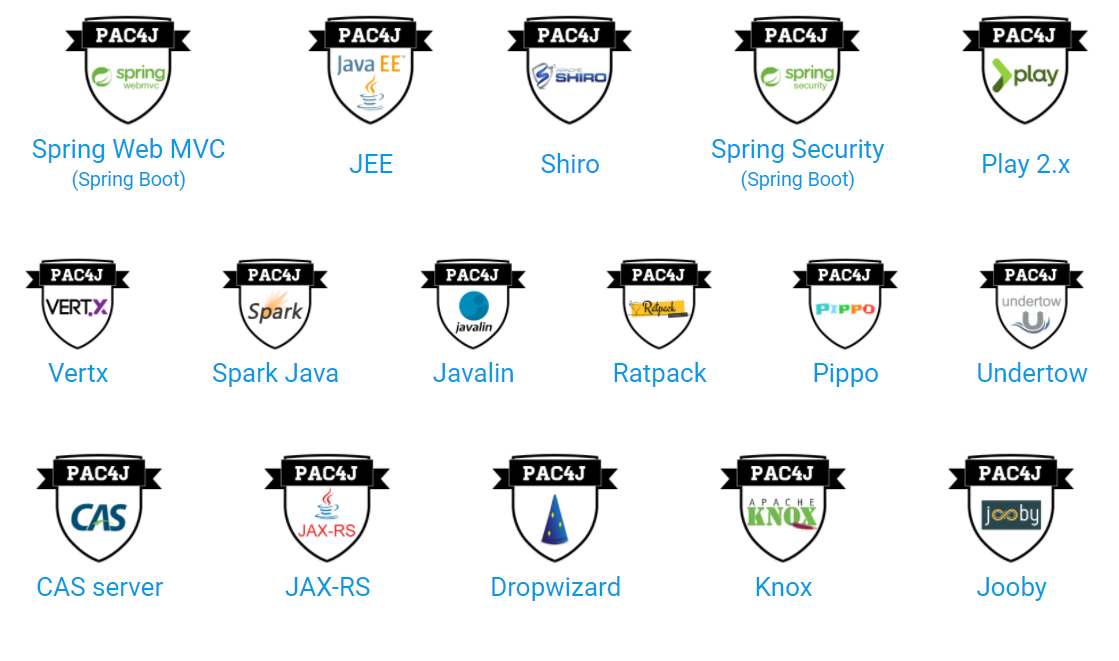 PAC4J PAC4J PAC4J PAC4J PAC4J
spring webmvc Java EE™ APACHE SHIRO spring security play
Spring Web MVC JEE Shiro Spring Security Play 2.x
(Spring Boot) (Spring Boot)
PAC4J PAC4J PAC4J PAC4J PAC4J PAC4J
VERT.X Spark javalin Ratpack PIPPO undertow
Vertx Spark Java Javalin Ratpack Pippo Undertow
PAC4J PAC4J PAC4J PAC4J PAC4J
CAS JAX-RS APACHE KNOX jooby
CAS server JAX-RS Dropwizard Knox Jooby